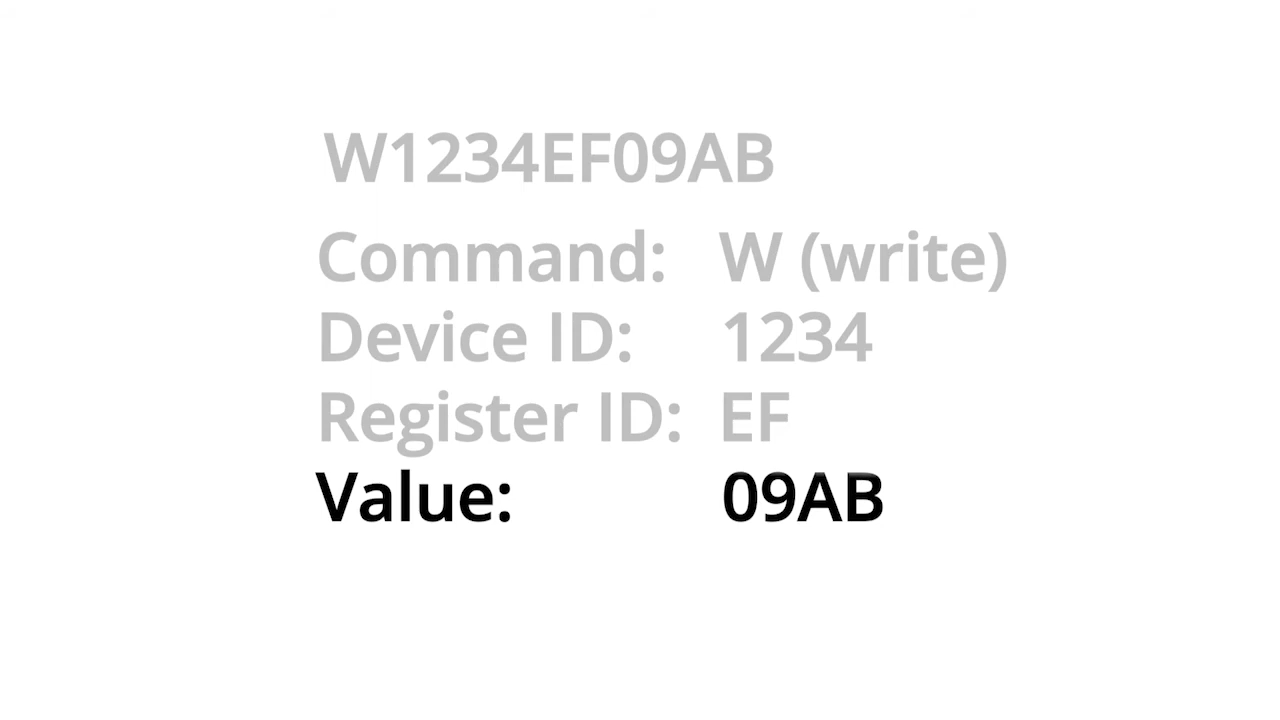 W1234EF09AB
Command: W (write)
Device ID: 1234
Register ID: EF
Value: 09AB